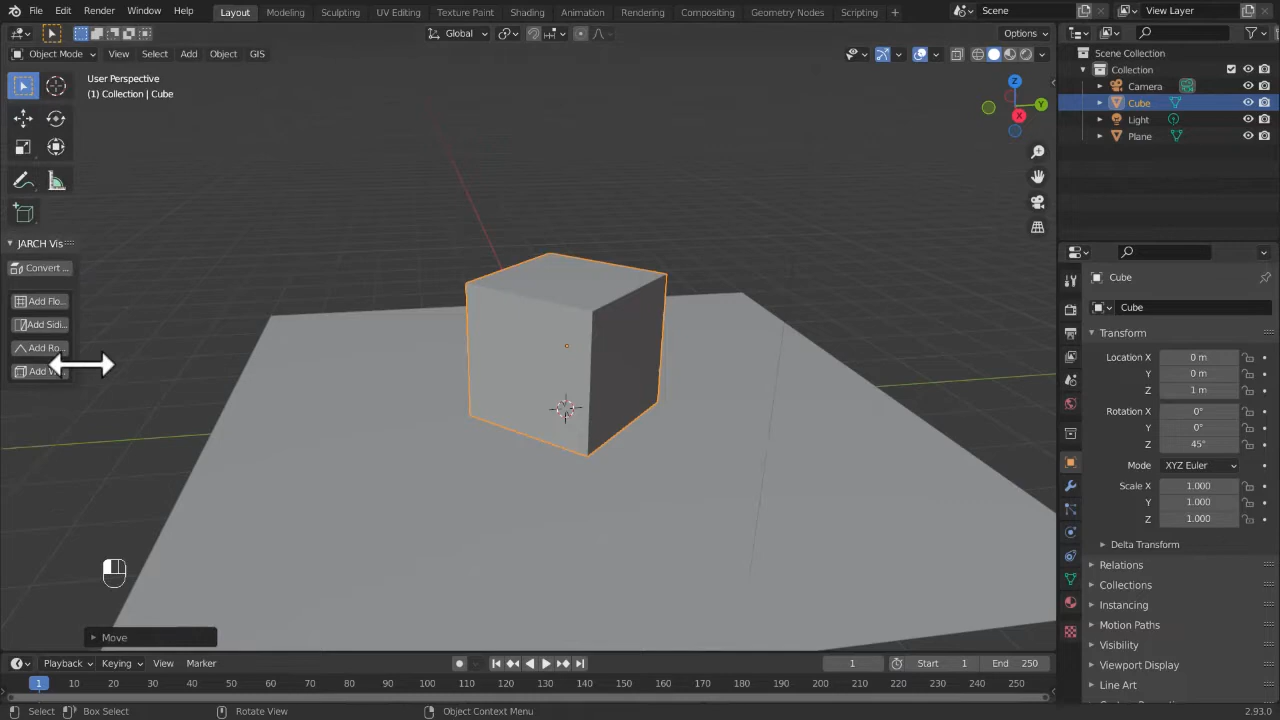 File Edit Render Window Help Layout Modeling Sculpting UV Editing Texture Paint Shading Animation Rendering Compositing Geometry Nodes Scripting + Scene View Layer
Global Options
Object Mode View Select Add Object GIS
User Perspective
(1) Collection | Cube
Z
Y
X
JARCH Vis
Convert ...
Add Flo...
Add Sidi...
Add Ro...
Move
Scene Collection
Collection
Camera
Cube
Light
Plane
Cube
Cube
Transform
Location X 0 m
Y 0 m
Z 1 m
Rotation X 0°
Y 0°
Z 45°
Mode XYZ Euler
Scale X 1.000
Y 1.000
Z 1.000
Delta Transform
Relations
Collections
Instancing
Motion Paths
Visibility
Viewport Display
Line Art
Playback Keying View Marker 1 Start 1 End 250
1 10 20 30 40 50 60 70 80 90 100 110 120 130 140 150 160 170 180 190 200 210 220 230 240 250
Select Box Select Rotate View Object Context Menu 2.93.0